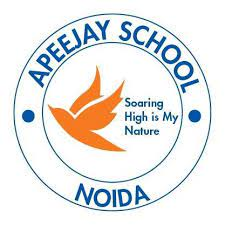 APEEJAY SCHOOL
Soaring
High is My
Nature
NOIDA